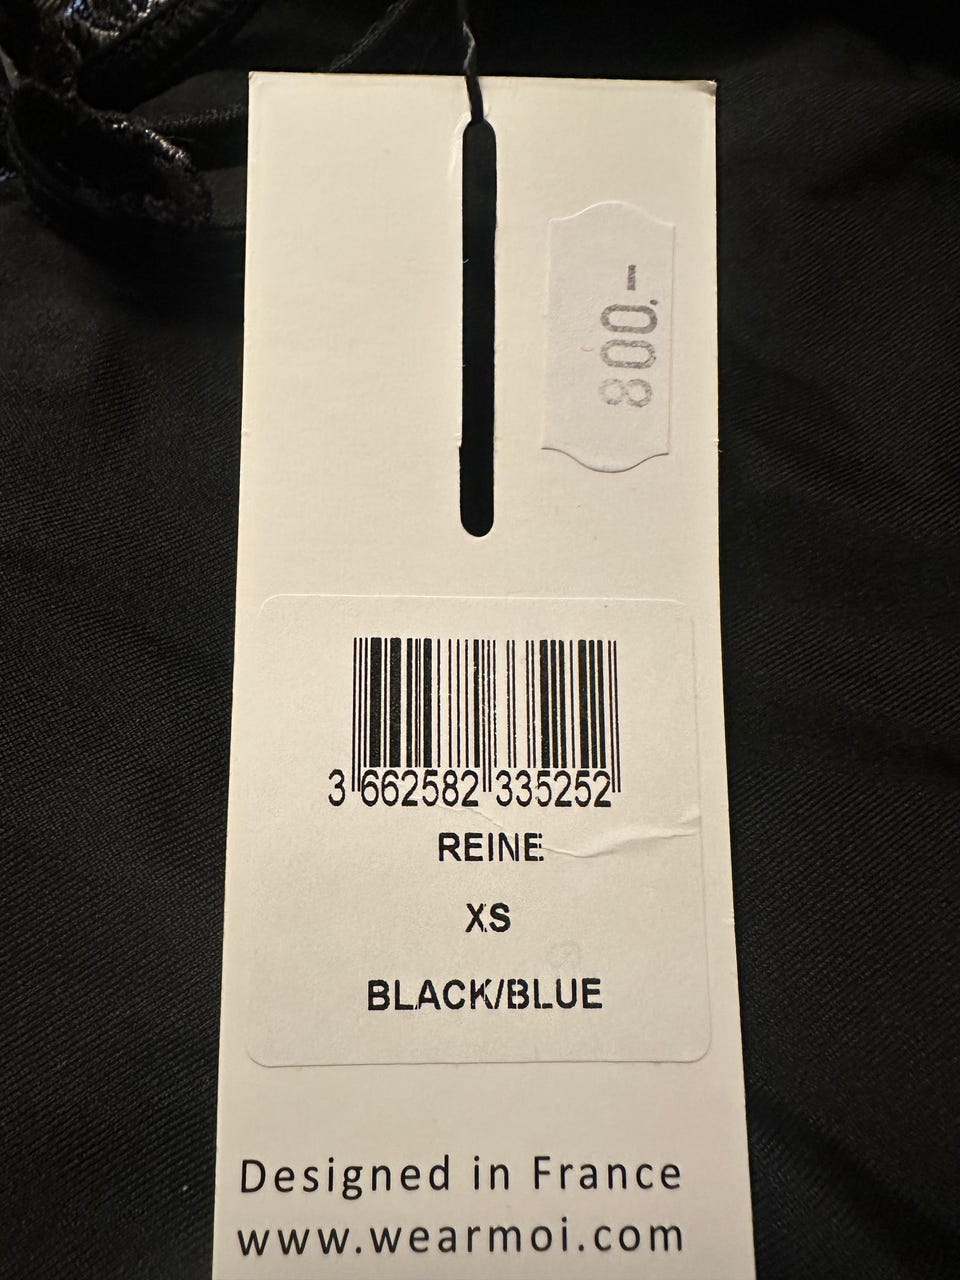 800.-
3 662582 335252
REINE
XS
BLACK/BLUE
Designed in France
www.wearmoi.com